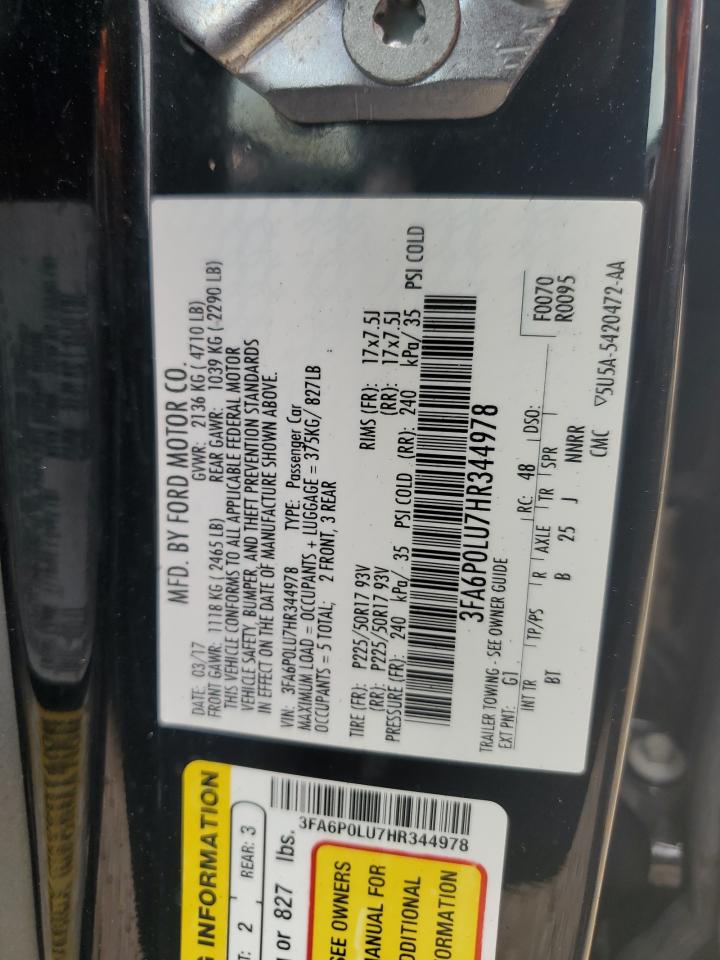 MFD. BY FORD MOTOR CO.
DATE: 03/17 GVWR: 2136 KG ( 4710 LB)
FRONT GAWR: 1118 KG ( 2465 LB) REAR GAWR: 1039 KG ( 2290 LB)
THIS VEHICLE CONFORMS TO ALL APPLICABLE FEDERAL MOTOR
VEHICLE SAFETY, BUMPER, AND THEFT PREVENTION STANDARDS
IN EFFECT ON THE DATE OF MANUFACTURE SHOWN ABOVE.
VIN: 3FA6P0LU7HR344978 TYPE: Passenger Car
MAXIMUM LOAD = OCCUPANTS + LUGGAGE = 375KG/ 827LB
OCCUPANTS = 5 TOTAL; 2 FRONT, 3 REAR
TIRE (FR): P225/50R17 93V RIMS (FR): 17x7.5J
(RR): P225/50R17 93V (RR): 17x7.5J
PRESSURE (FR): 240 kPa/ 35 PSI COLD (RR): 240 kPa/ 35 PSI COLD
3FA6P0LU7HR344978
TRAILER TOWING - SEE OWNER GUIDE
EXT PNT: G1 RC: 48 DSO: F0070
R0095
INT TR TP/PS R AXLE TR SPR
BT B 25 J NNRR
CMC ▽5U5A-5420472-AA
G INFORMATION
T: 2 REAR: 3
or 827 lbs.
3FA6P0LU7HR344978
SEE OWNERS
MANUAL FOR
ADDITIONAL
INFORMATION